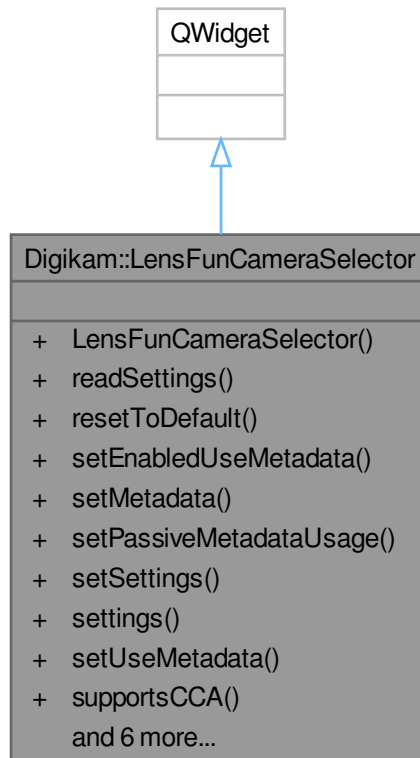 QWidget
Digikam::LensFunCameraSelector
+ LensFunCameraSelector()
+ readSettings()
+ resetToDefault()
+ setEnabledUseMetadata()
+ setMetadata()
+ setPassiveMetadataUsage()
+ setSettings()
+ settings()
+ setUseMetadata()
+ supportsCCA()
and 6 more...